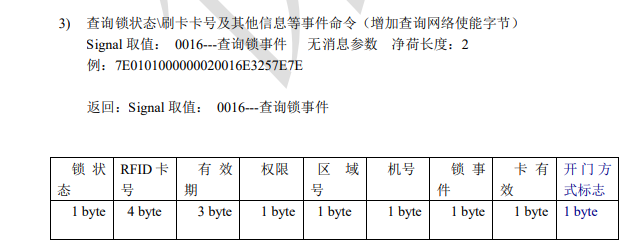 3) 查询锁状态\刷卡卡号及其他信息等事件命令（增加查询网络使能字节）
Signal 取值： 0016---查询锁事件 无消息参数 净荷长度：2
例：7E0101000000020016E3257E7E
返回：Signal 取值： 0016---查询锁事件
锁状态 RFID 卡号 有效期 权限 区域号 机号 锁事件 卡有效 开门方式标志
1 byte 4 byte 3 byte 1 byte 1 byte 1 byte 1 byte 1 byte 1 byte